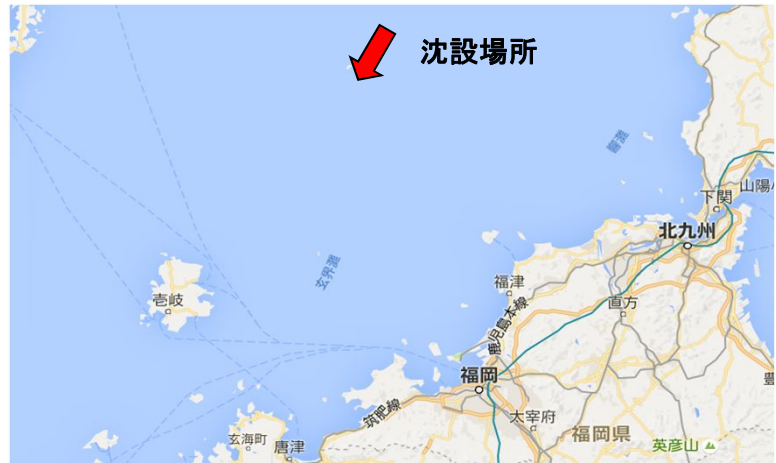 沈設場所
響灘
山陽
下関
北九州
玄界灘
福津
壱岐
直方
鹿児島本線
福岡
筑肥線
太宰府
玄海町
唐津
福岡県
英彦山
豊